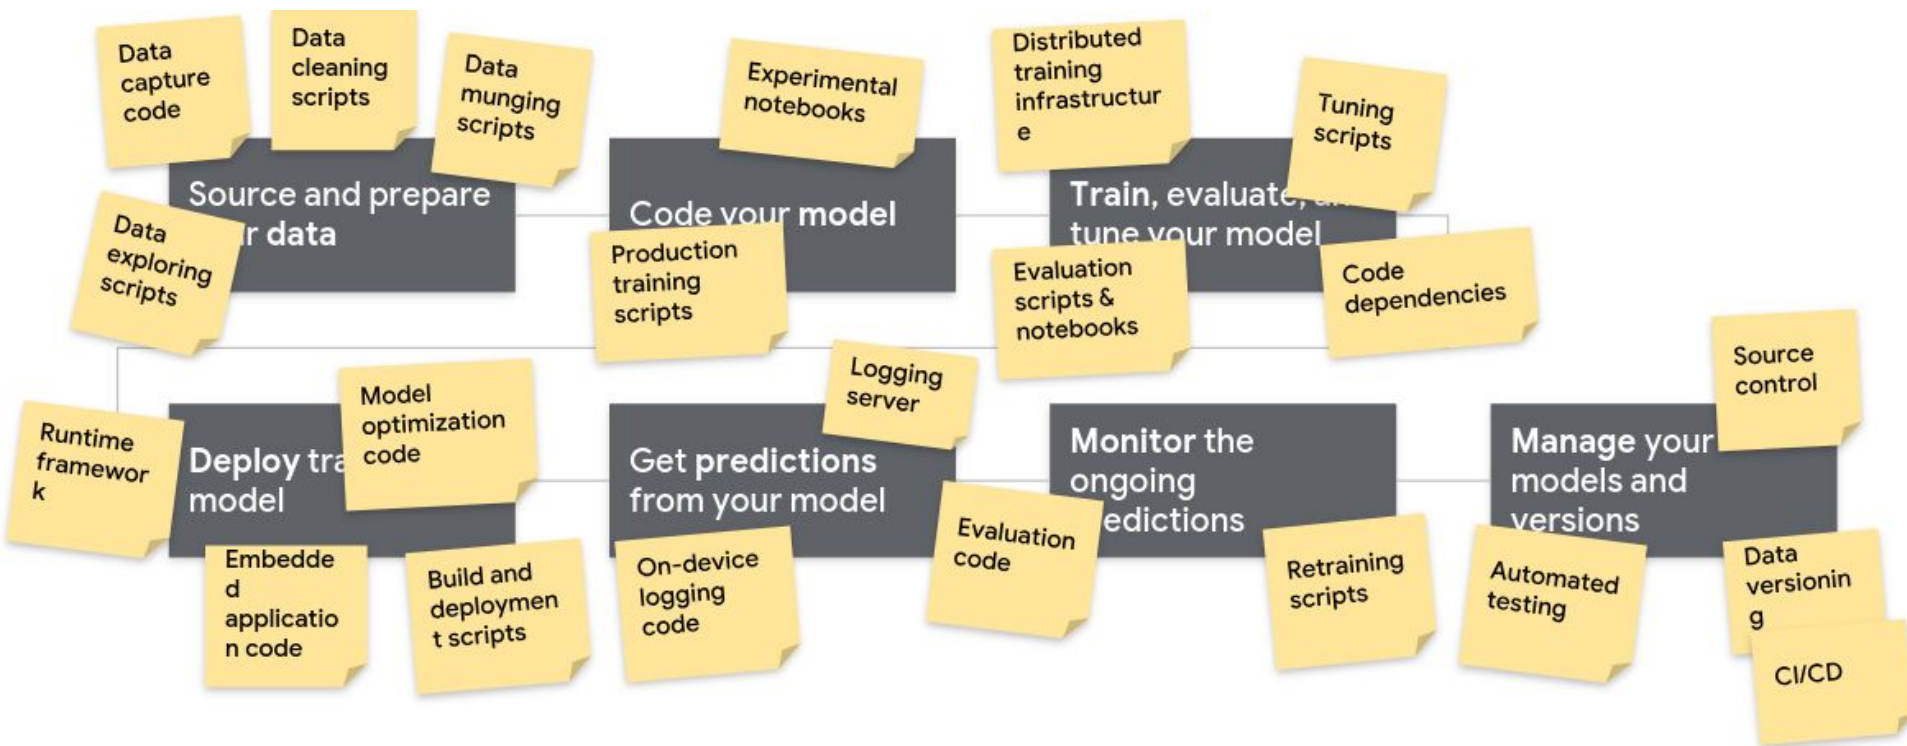 Data
capture
code
Data
cleaning
scripts
Data
munging
scripts
Experimental
notebooks
Distributed
training
infrastructur
e
Tuning
scripts
Source and prepare
r data
Data
exploring
scripts
Code your model
Production
training
scripts
Train, evaluate,
tune your model
Evaluation
scripts &
notebooks
Code
dependencies
Runtime
framewor
k
Deploy tra
model
Model
optimization
code
Embedde
d
applicatio
n code
Build and
deploymen
t scripts
Get predictions
from your model
Logging
server
On-device
logging
code
Evaluation
code
Monitor the
ongoing
edictions
Retraining
scripts
Manage your
models and
versions
Source
control
Automated
testing
Data
versionin
g
CI/CD